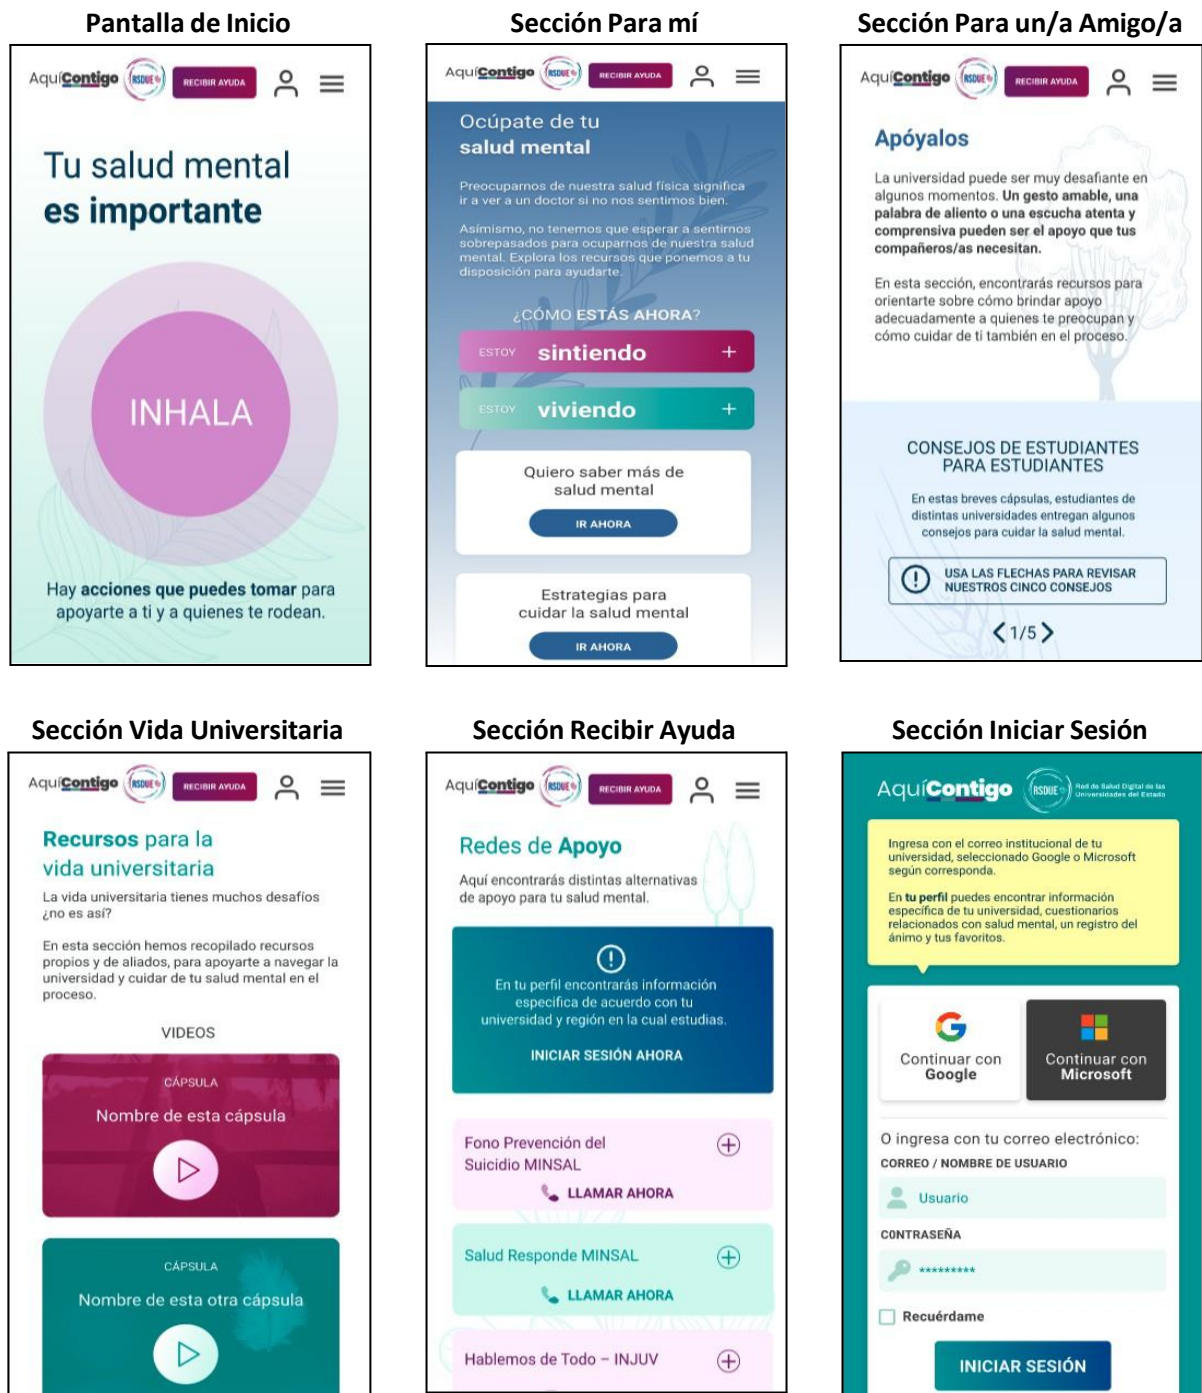 Pantalla de Inicio
AquíContigo RSDUE RECIBIR AYUDA
Tu salud mental
es importante
INHALA
Hay acciones que puedes tomar para
apoyarte a ti y a quienes te rodean.
Sección Para mí
AquíContigo RSDUE RECIBIR AYUDA
Ocúpate de tu
salud mental
Preocuparnos de nuestra salud física significa
ir a ver a un doctor si no nos sentimos bien.
Asímismo, no tenemos que esperar a sentirnos
sobrepasados para ocuparnos de nuestra salud
mental. Explora los recursos que ponemos a tu
disposición para ayudarte.
¿CÓMO ESTÁS AHORA?
ESTOY sintiendo +
ESTOY viviendo +
Quiero saber más de
salud mental
IR AHORA
Estrategias para
cuidar la salud mental
IR AHORA
Sección Para un/a Amigo/a
AquíContigo RSDUE RECIBIR AYUDA
Apóyalos
La universidad puede ser muy desafiante en
algunos momentos. Un gesto amable, una
palabra de aliento o una escucha atenta y
comprensiva pueden ser el apoyo que tus
compañeros/as necesitan.
En esta sección, encontrarás recursos para
orientarte sobre cómo brindar apoyo
adecuadamente a quienes te preocupan y
cómo cuidar de ti también en el proceso.
CONSEJOS DE ESTUDIANTES
PARA ESTUDIANTES
En estas breves cápsulas, estudiantes de
distintas universidades entregan algunos
consejos para cuidar la salud mental.
USA LAS FLECHAS PARA REVISAR
NUESTROS CINCO CONSEJOS
1/5
Sección Vida Universitaria
AquíContigo RSDUE RECIBIR AYUDA
Recursos para la
vida universitaria
La vida universitaria tienes muchos desafíos
¿no es así?
En esta sección hemos recopilado recursos
propios y de aliados, para apoyarte a navegar la
universidad y cuidar de tu salud mental en el
proceso.
VIDEOS
CÁPSULA
Nombre de esta cápsula
CÁPSULA
Nombre de esta otra cápsula
Sección Recibir Ayuda
AquíContigo RSDUE RECIBIR AYUDA
Redes de Apoyo
Aquí encontrarás distintas alternativas
de apoyo para tu salud mental.
En tu perfil encontrarás información
especifica de acuerdo con tu
universidad y región en la cual estudias.
INICIAR SESIÓN AHORA
Fono Prevención del
Suicidio MINSAL
LLAMAR AHORA
Salud Responde MINSAL
LLAMAR AHORA
Hablemos de Todo – INJUV
Sección Iniciar Sesión
AquíContigo RSDUE Red de Salud Digital de las
Universidades del Estado
Ingresa con el correo institucional de tu
universidad, seleccionado Google o Microsoft
según corresponda.
En tu perfil puedes encontrar información
específica de tu universidad, cuestionarios
relacionados con salud mental, un registro del
ánimo y tus favoritos.
Continuar con
Google
Continuar con
Microsoft
O ingresa con tu correo electrónico:
CORREO / NOMBRE DE USUARIO
Usuario
CONTRASEÑA
*********
Recuérdame
INICIAR SESIÓN